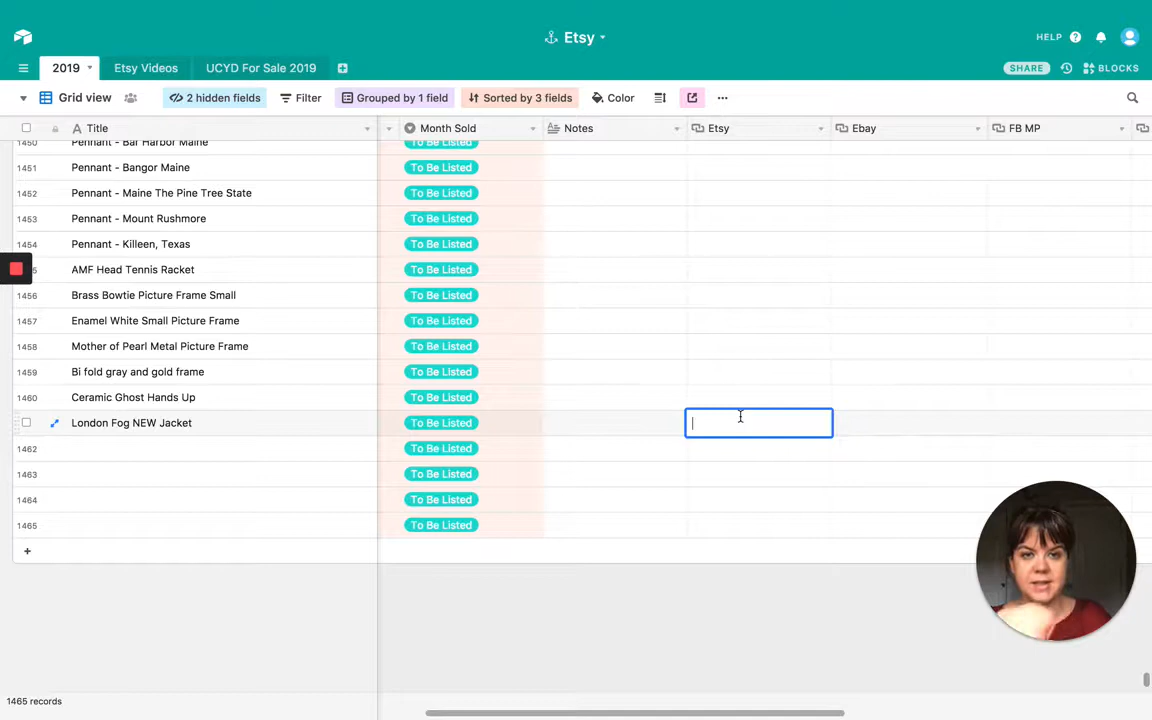 Etsy
HELP
2019
Etsy Videos
UCYD For Sale 2019
SHARE
BLOCKS
Grid view
2 hidden fields
Filter
Grouped by 1 field
Sorted by 3 fields
Color
Title
Month Sold
Notes
Etsy
Ebay
FB MP
1450 Pennant - Bar Harbor Maine To Be Listed
1451 Pennant - Bangor Maine To Be Listed
1452 Pennant - Maine The Pine Tree State To Be Listed
1453 Pennant - Mount Rushmore To Be Listed
1454 Pennant - Killeen, Texas To Be Listed
5 AMF Head Tennis Racket To Be Listed
1456 Brass Bowtie Picture Frame Small To Be Listed
1457 Enamel White Small Picture Frame To Be Listed
1458 Mother of Pearl Metal Picture Frame To Be Listed
1459 Bi fold gray and gold frame To Be Listed
1460 Ceramic Ghost Hands Up To Be Listed
London Fog NEW Jacket To Be Listed
1462 To Be Listed
1463 To Be Listed
1464 To Be Listed
1465 To Be Listed
1465 records